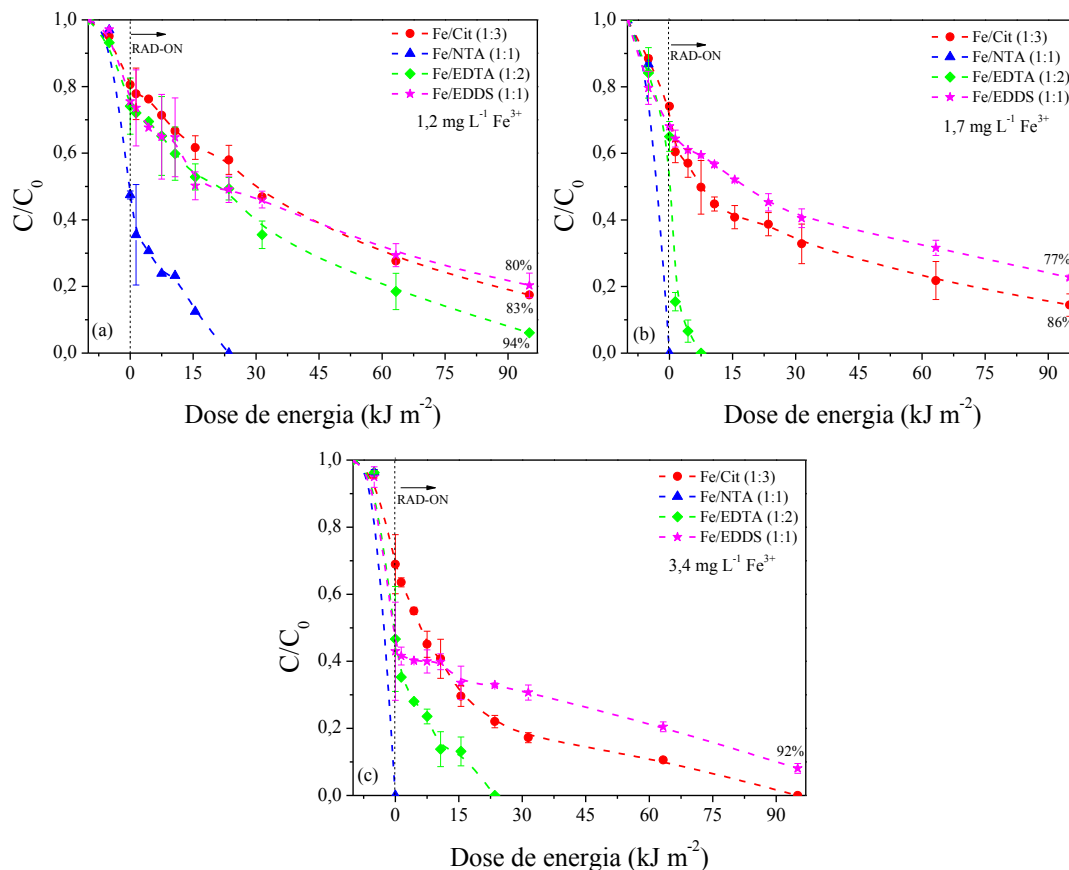 1,0
0,8
0,6
0,4
0,2
0,0
C/C0
RAD-ON
Fe/Cit (1:3)
Fe/NTA (1:1)
Fe/EDTA (1:2)
Fe/EDDS (1:1)
1,2 mg L-1 Fe3+
80%
83%
94%
(a)
0 15 30 45 60 75 90
Dose de energia (kJ m-2)
1,0
0,8
0,6
0,4
0,2
0,0
C/C0
RAD-ON
Fe/Cit (1:3)
Fe/NTA (1:1)
Fe/EDTA (1:2)
Fe/EDDS (1:1)
1,7 mg L-1 Fe3+
77%
86%
(b)
0 15 30 45 60 75 90
Dose de energia (kJ m-2)
1,0
0,8
0,6
0,4
0,2
0,0
C/C0
RAD-ON
Fe/Cit (1:3)
Fe/NTA (1:1)
Fe/EDTA (1:2)
Fe/EDDS (1:1)
3,4 mg L-1 Fe3+
92%
(c)
0 15 30 45 60 75 90
Dose de energia (kJ m-2)